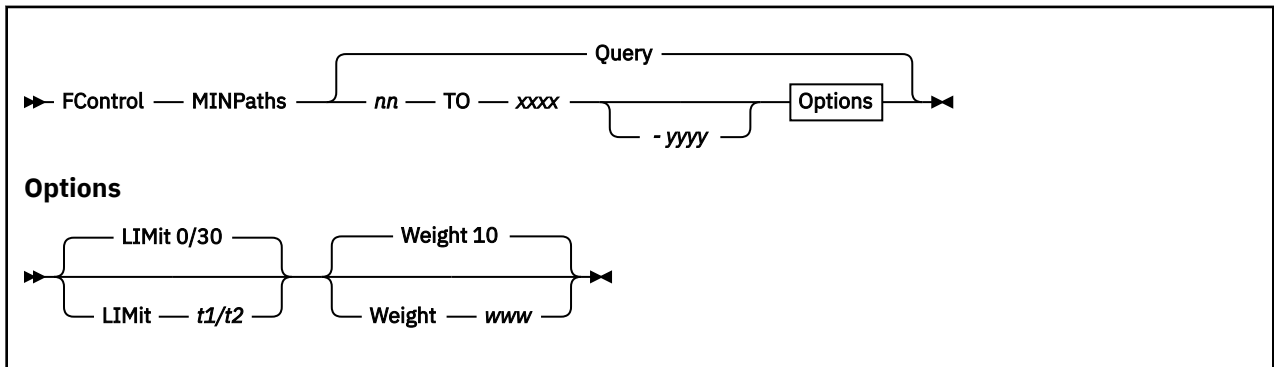 Query
FControl MINPaths nn TO xxxx Options
- yyyy
Options
LIMit 0/30 Weight 10
LIMit t1/t2 Weight www